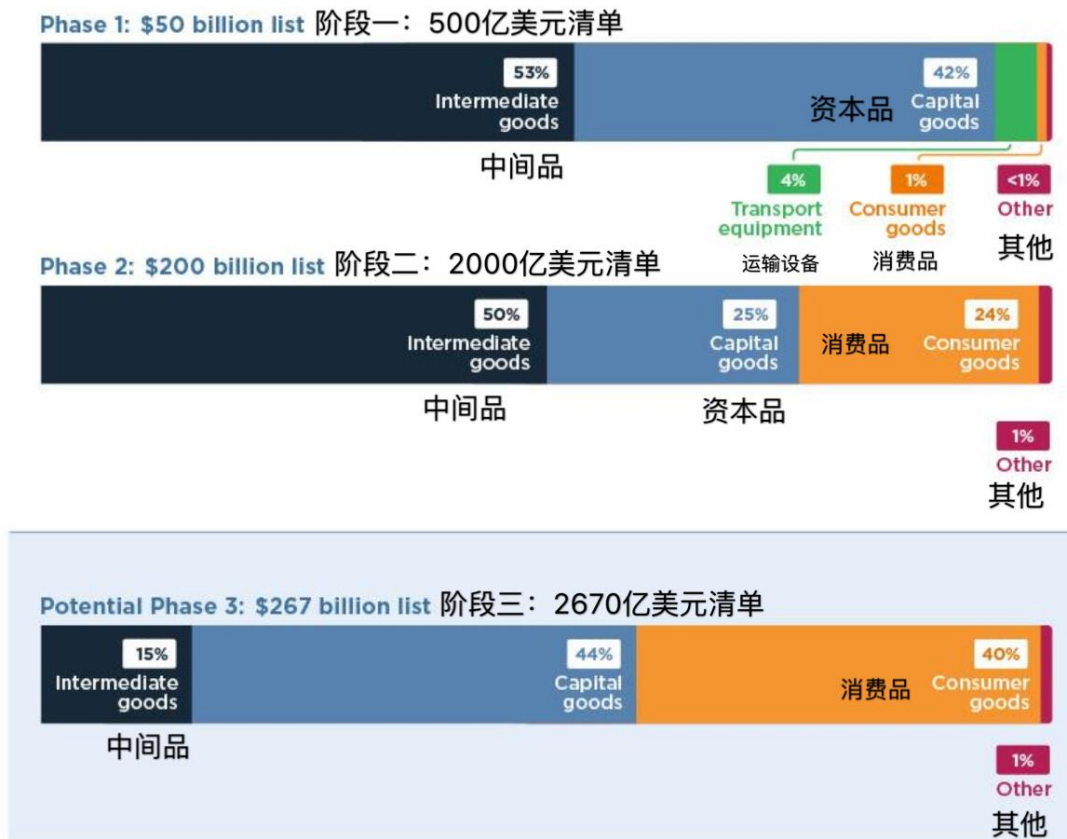 Phase 1: $50 billion list 阶段一：500亿美元清单
53%
Intermediate
goods
中间品
42%
资本品 Capital
goods
4%
Transport
equipment
运输设备
1%
Consumer
goods
消费品
<1%
Other
其他
Phase 2: $200 billion list 阶段二：2000亿美元清单
50%
Intermediate
goods
中间品
25%
Capital
goods
资本品
24%
消费品 Consumer
goods
1%
Other
其他
Potential Phase 3: $267 billion list 阶段三：2670亿美元清单
15%
Intermediate
goods
中间品
44%
Capital
goods
40%
消费品 Consumer
goods
1%
Other
其他